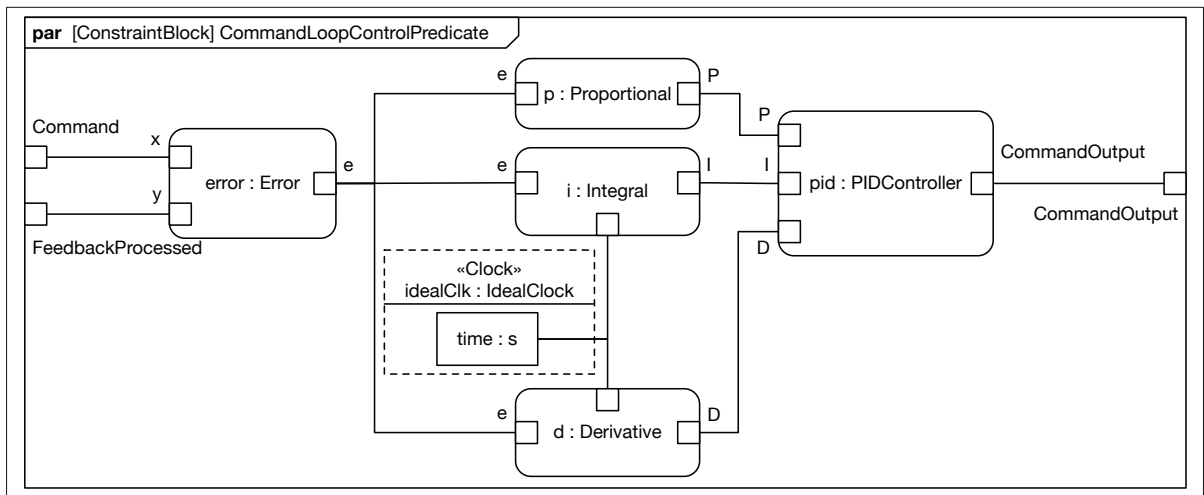 par [ConstraintBlock] CommandLoopControlPredicate
e
p : Proportional
P
Command
x
P
e
e
i : Integral
I
I
pid : PIDController
CommandOutput
error : Error
y
CommandOutput
FeedbackProcessed
D
«Clock»
idealClk : IdealClock
time : s
e
d : Derivative
D